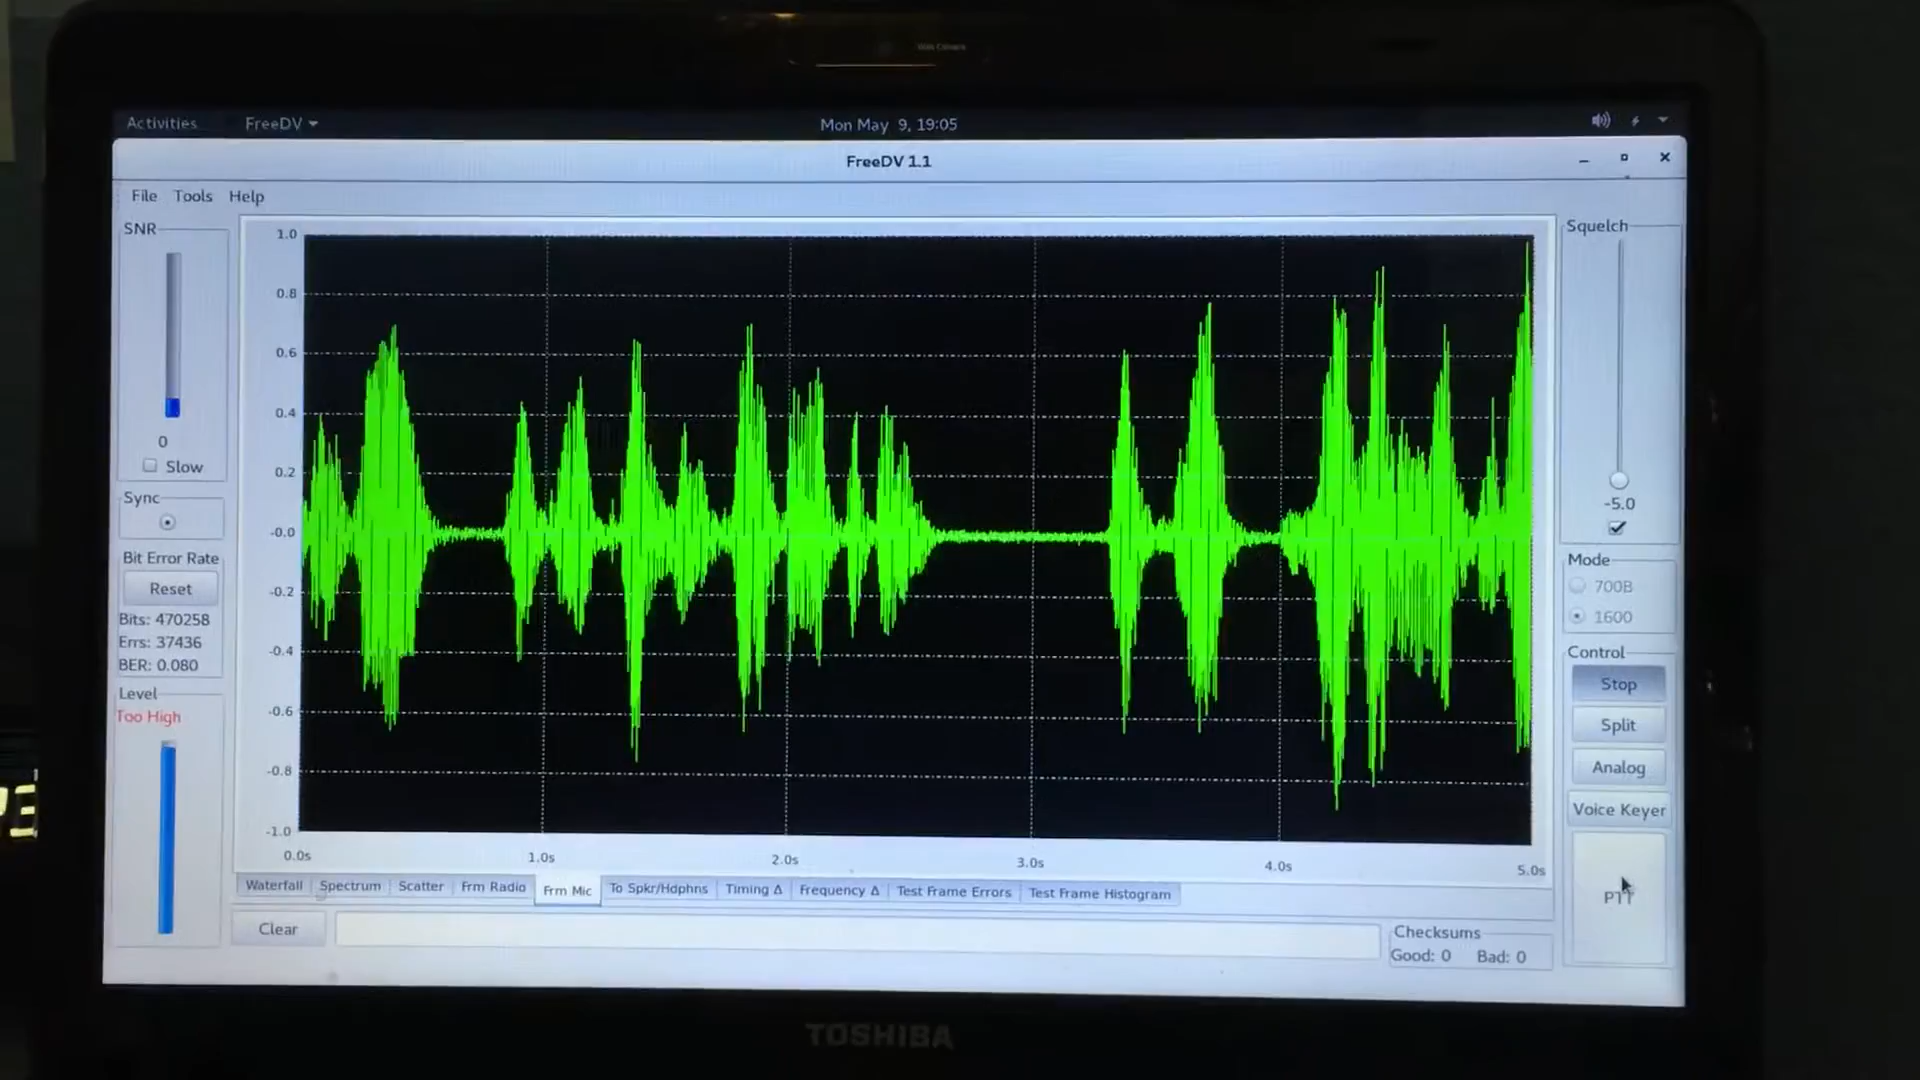 Web Camera
Activities FreeDV Mon May 9, 19:05
FreeDV 1.1
File Tools Help
SNR
0
Slow
Sync
Bit Error Rate
Reset
Bits: 470258
Errs: 37436
BER: 0.080
Level
Too High
1.0
0.8
0.6
0.4
0.2
-0.0
-0.2
-0.4
-0.6
-0.8
-1.0
0.0s 1.0s 2.0s 3.0s 4.0s 5.0s
Waterfall Spectrum Scatter Frm Radio Frm Mic To Spkr/Hdphns Timing Δ Frequency Δ Test Frame Errors Test Frame Histogram
Clear
Checksums
Good: 0 Bad: 0
Squelch
-5.0
Mode
700B
1600
Control
Stop
Split
Analog
Voice Keyer
PTT
TOSHIBA